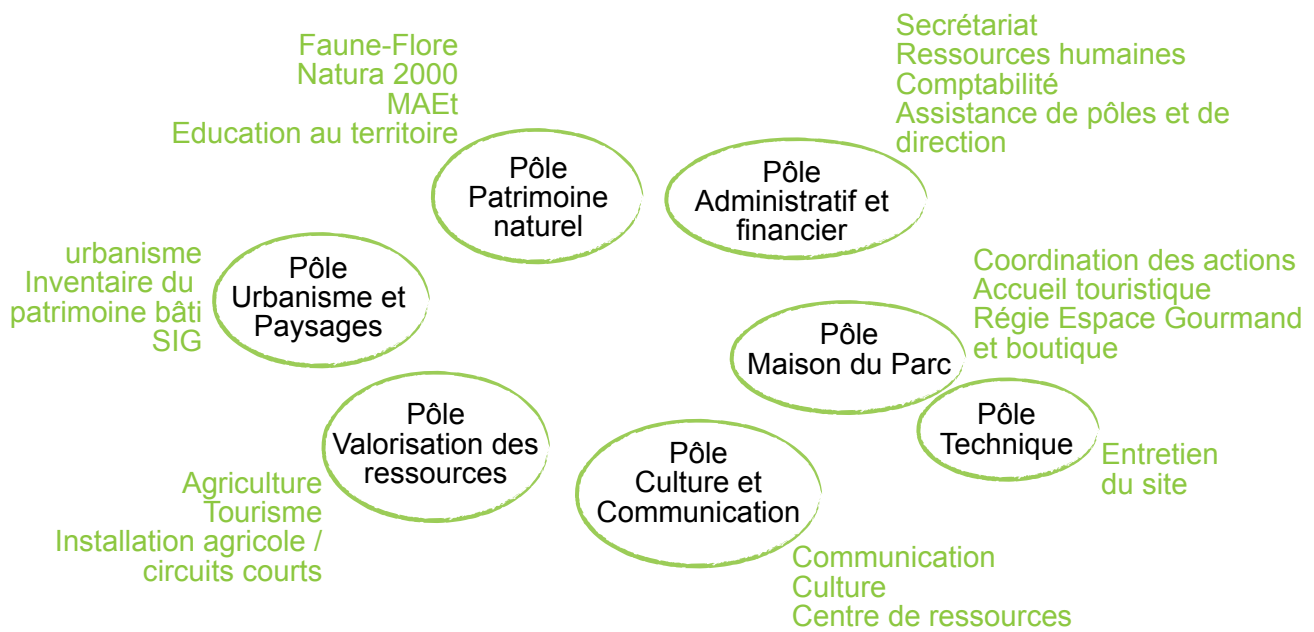 Faune-Flore
Natura 2000
MAEt
Education au territoire
Pôle
Patrimoine
naturel
Secrétariat
Ressources humaines
Comptabilité
Assistance de pôles et de
direction
Pôle
Administratif et
financier
urbanisme
Inventaire du
patrimoine bâti
SIG
Pôle
Urbanisme et
Paysages
Coordination des actions
Accueil touristique
Régie Espace Gourmand
et boutique
Pôle
Maison du Parc
Pôle
Technique
Entretien
du site
Pôle
Valorisation des
ressources
Agriculture
Tourisme
Installation agricole /
circuits courts
Pôle
Culture et
Communication
Communication
Culture
Centre de ressources